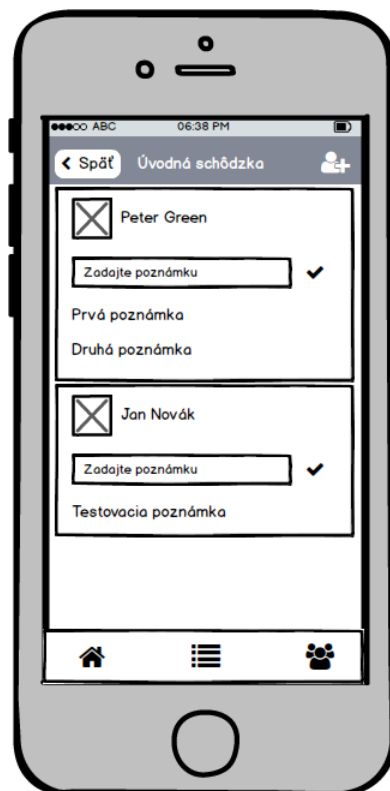 ABC 06:38 PM
Späť Úvodná schôdzka
Peter Green
Zadajte poznámku
Prvá poznámka
Druhá poznámka
Jan Novák
Zadajte poznámku
Testovacia poznámka